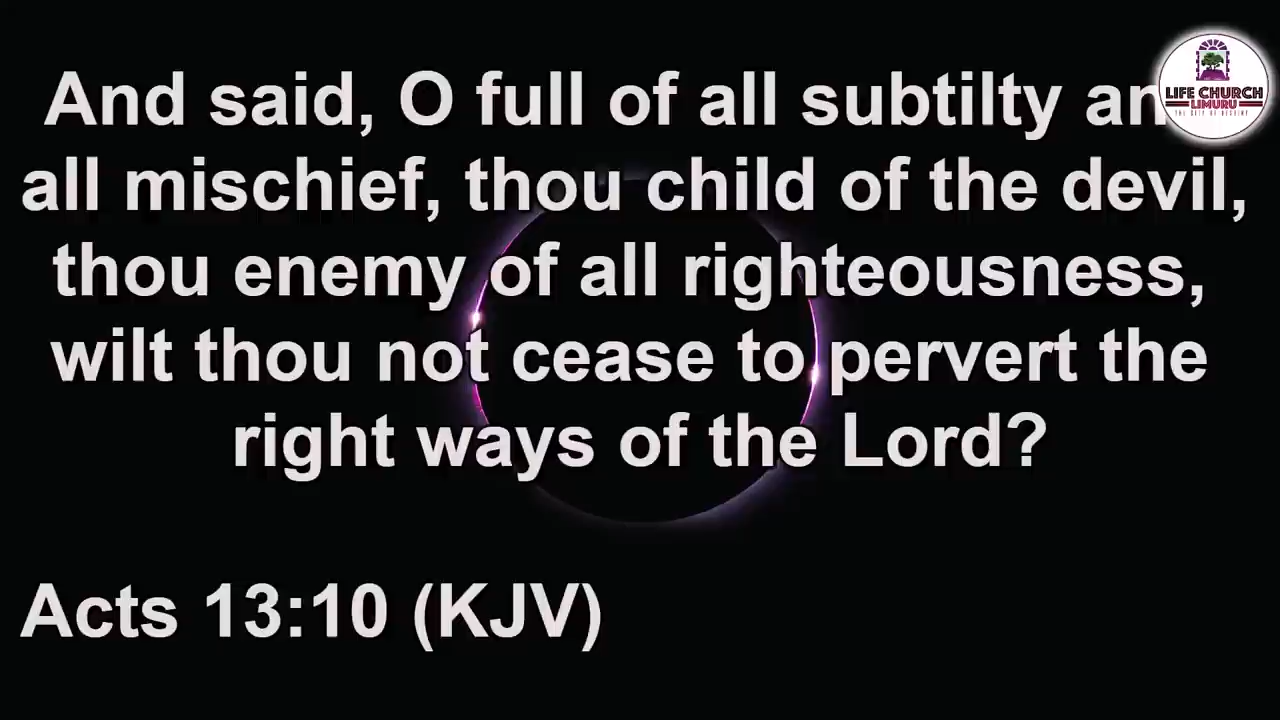 And said, O full of all subtilty an
all mischief, thou child of the devil,
thou enemy of all righteousness,
wilt thou not cease to pervert the
right ways of the Lord?
Acts 13:10 (KJV)
LIFE CHURCH
LIMURU